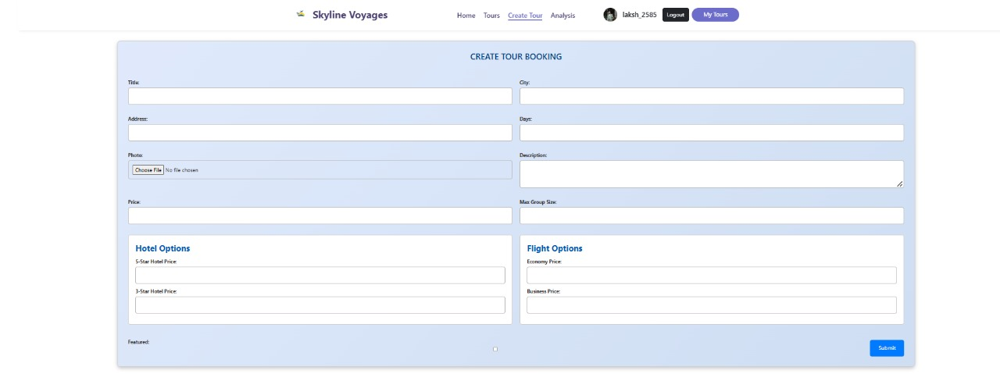 Skyline Voyages
Home Tours Create Tour Analysis
laksh_2585 Logout My Tours
CREATE TOUR BOOKING
Title: City:
Address: Days:
Photo: Description:
Choose File No file chosen
Price: Max Group Size:
Hotel Options Flight Options
5-Star Hotel Price: Economy Price:
3-Star Hotel Price: Business Price:
Featured:
Submit